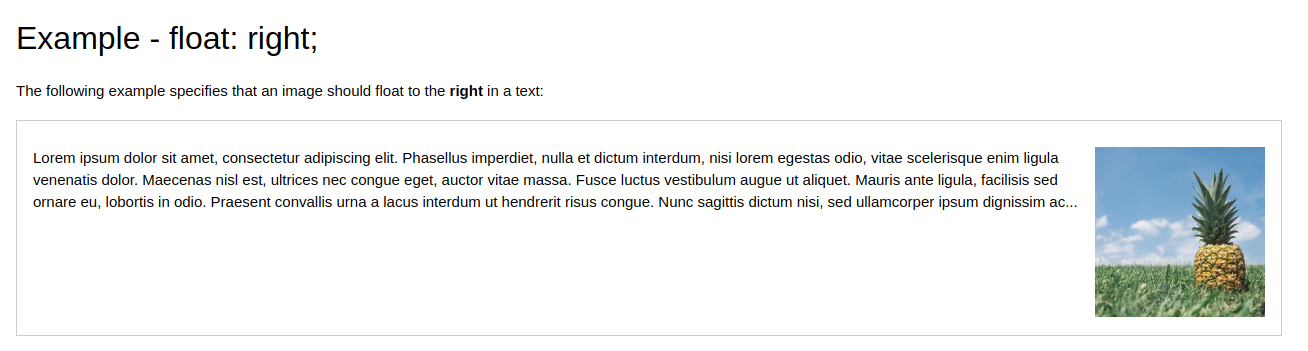 Example - float: right;
The following example specifies that an image should float to the right in a text:
Lorem ipsum dolor sit amet, consectetur adipiscing elit. Phasellus imperdiet, nulla et dictum interdum, nisi lorem egestas odio, vitae scelerisque enim ligula
venenatis dolor. Maecenas nisl est, ultrices nec congue eget, auctor vitae massa. Fusce luctus vestibulum augue ut aliquet. Mauris ante ligula, facilisis sed
ornare eu, lobortis in odio. Praesent convallis urna a lacus interdum ut hendrerit risus congue. Nunc sagittis dictum nisi, sed ullamcorper ipsum dignissim ac...